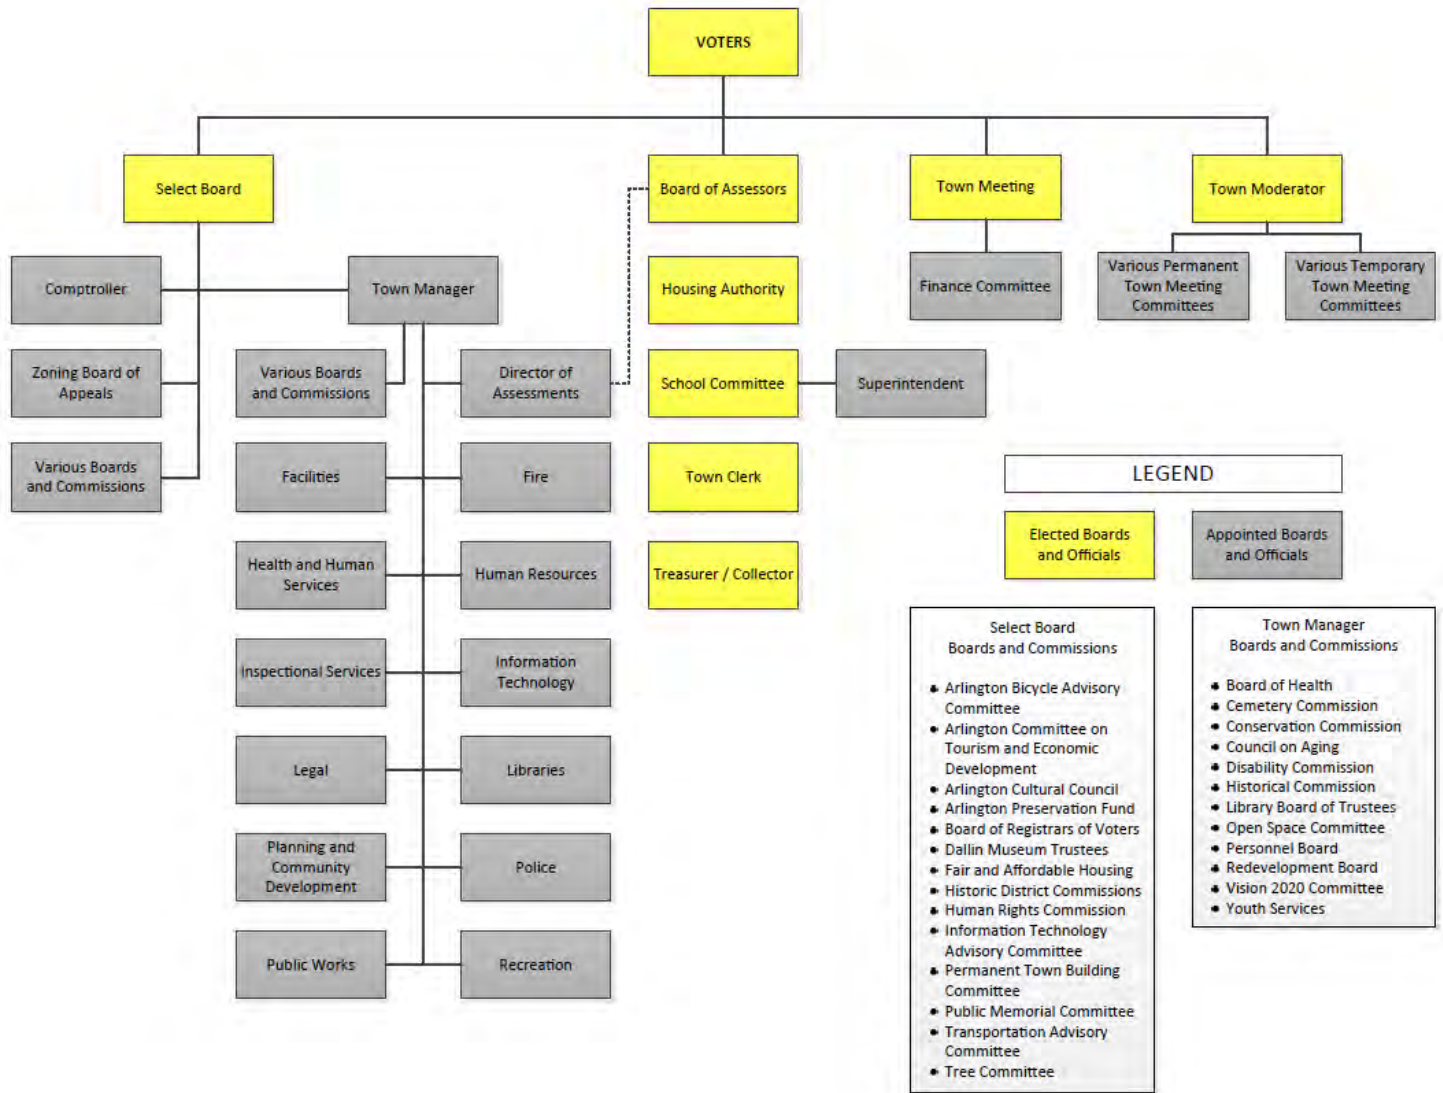 VOTERS
Select Board
Board of Assessors
Town Meeting
Town Moderator
Comptroller
Town Manager
Housing Authority
Finance Committee
Various Permanent
Town Meeting
Committees
Various Temporary
Town Meeting
Committees
Zoning Board of
Appeals
Various Boards
and Commissions
Director of
Assessments
School Committee
Superintendent
Various Boards
and Commissions
Facilities
Fire
Town Clerk
Health and Human
Services
Human Resources
Treasurer / Collector
Inspectional Services
Information
Technology
Legal
Libraries
Planning and
Community
Development
Police
Public Works
Recreation
LEGEND
Elected Boards
and Officials
Appointed Boards
and Officials
Select Board
Boards and Commissions
Arlington Bicycle Advisory
Committee
Arlington Committee on
Tourism and Economic
Development
Arlington Cultural Council
Arlington Preservation Fund
Board of Registrars of Voters
Dallin Museum Trustees
Fair and Affordable Housing
Historic District Commissions
Human Rights Commission
Information Technology
Advisory Committee
Permanent Town Building
Committee
Public Memorial Committee
Transportation Advisory
Committee
Tree Committee
Town Manager
Boards and Commissions
Board of Health
Cemetery Commission
Conservation Commission
Council on Aging
Disability Commission
Historical Commission
Library Board of Trustees
Open Space Committee
Personnel Board
Redevelopment Board
Vision 2020 Committee
Youth Services